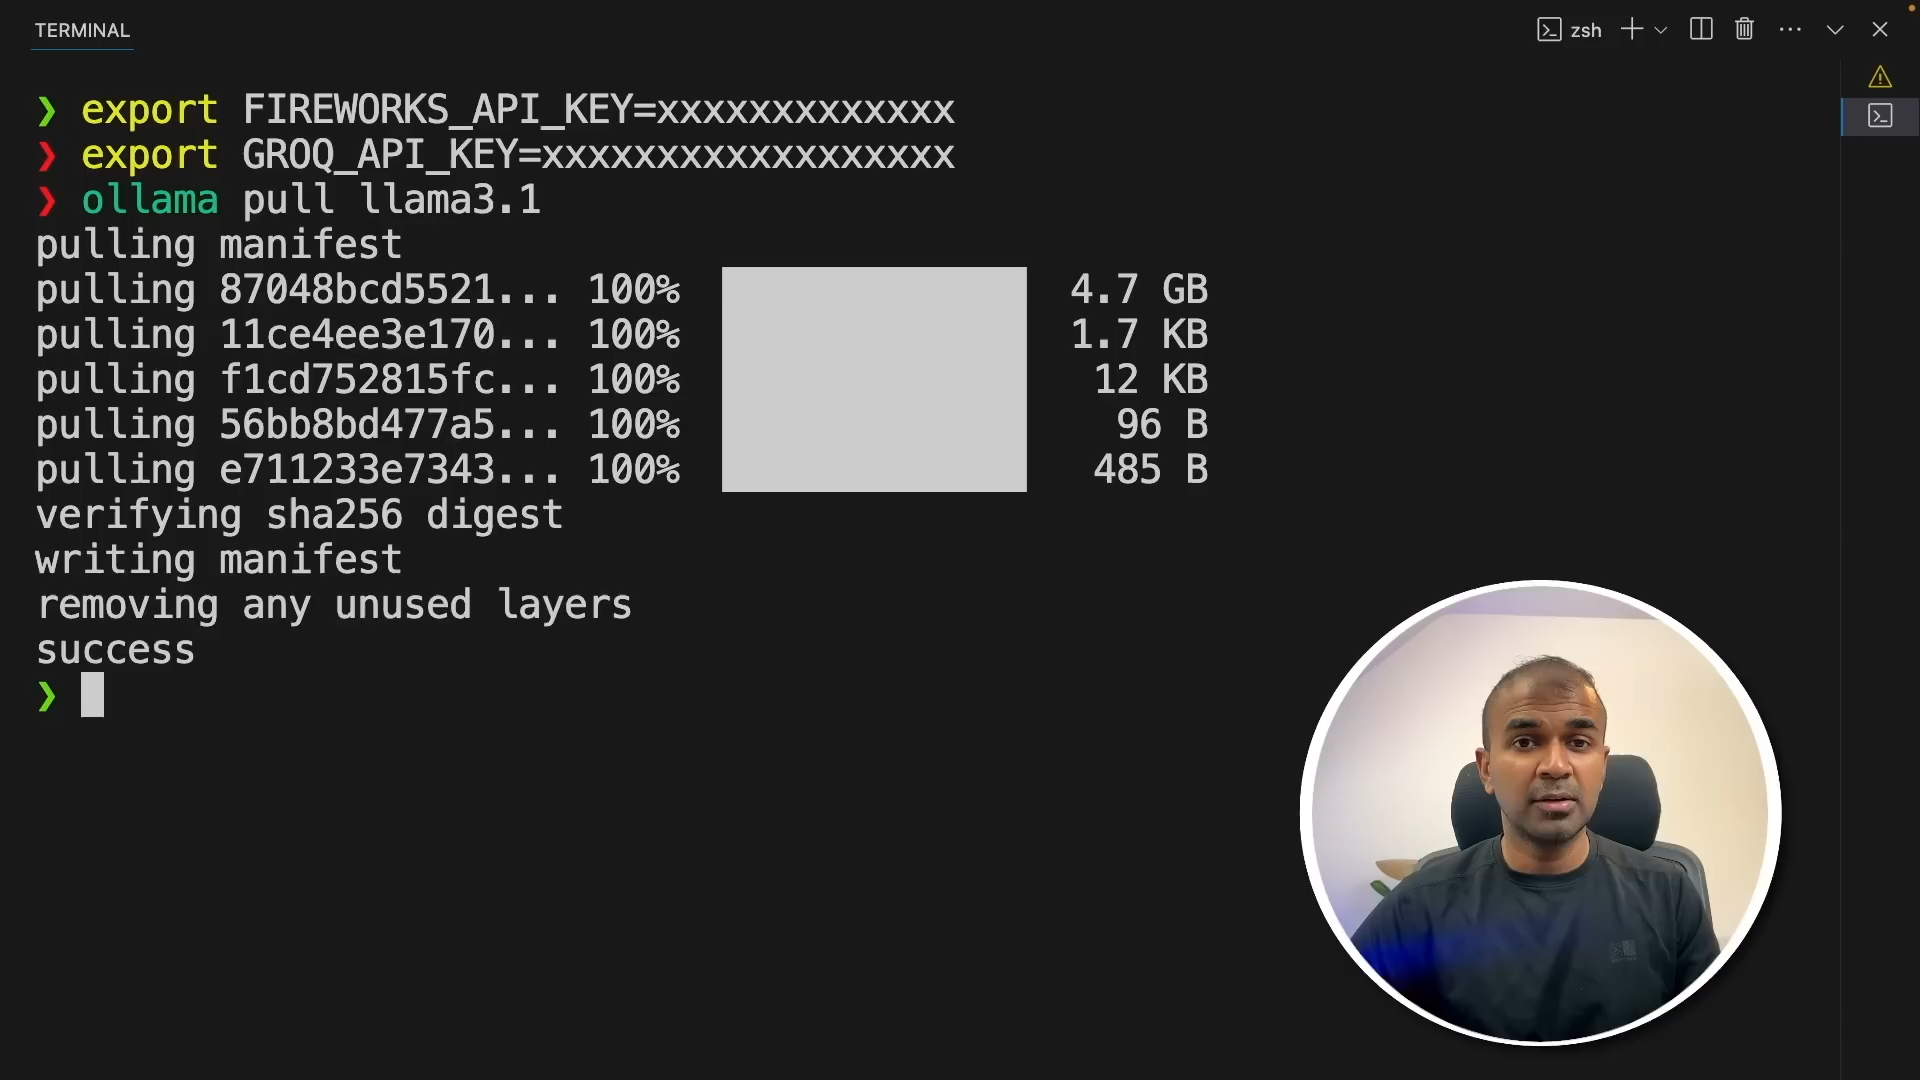 TERMINAL
zsh
❯ export FIREWORKS_API_KEY=xxxxxxxxxxxxx
❯ export GROQ_API_KEY=xxxxxxxxxxxxxxxxxx
❯ ollama pull llama3.1
pulling manifest
pulling 87048bcd5521... 100% 4.7 GB
pulling 11ce4ee3e170... 100% 1.7 KB
pulling f1cd752815fc... 100% 12 KB
pulling 56bb8bd477a5... 100% 96 B
pulling e711233e7343... 100% 485 B
verifying sha256 digest
writing manifest
removing any unused layers
success
❯